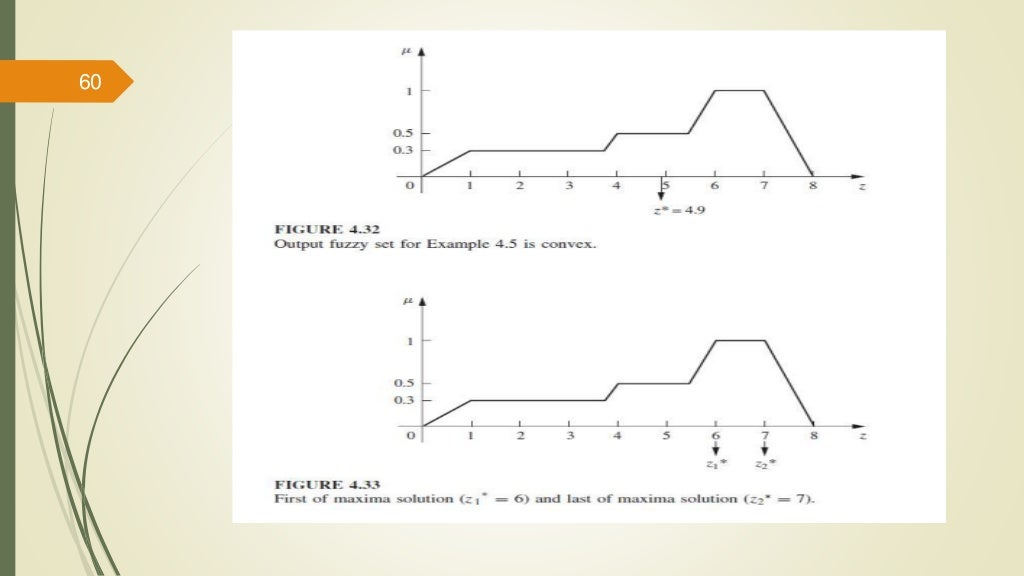 60
μ
1
0.5
0.3
0 1 2 3 4 5 6 7 8 z
z* = 4.9
FIGURE 4.32
Output fuzzy set for Example 4.5 is convex.
μ
1
0.5
0.3
0 1 2 3 4 5 6 7 8 z
z₁* z₂*
FIGURE 4.33
First of maxima solution (z₁* = 6) and last of maxima solution (z₂* = 7).